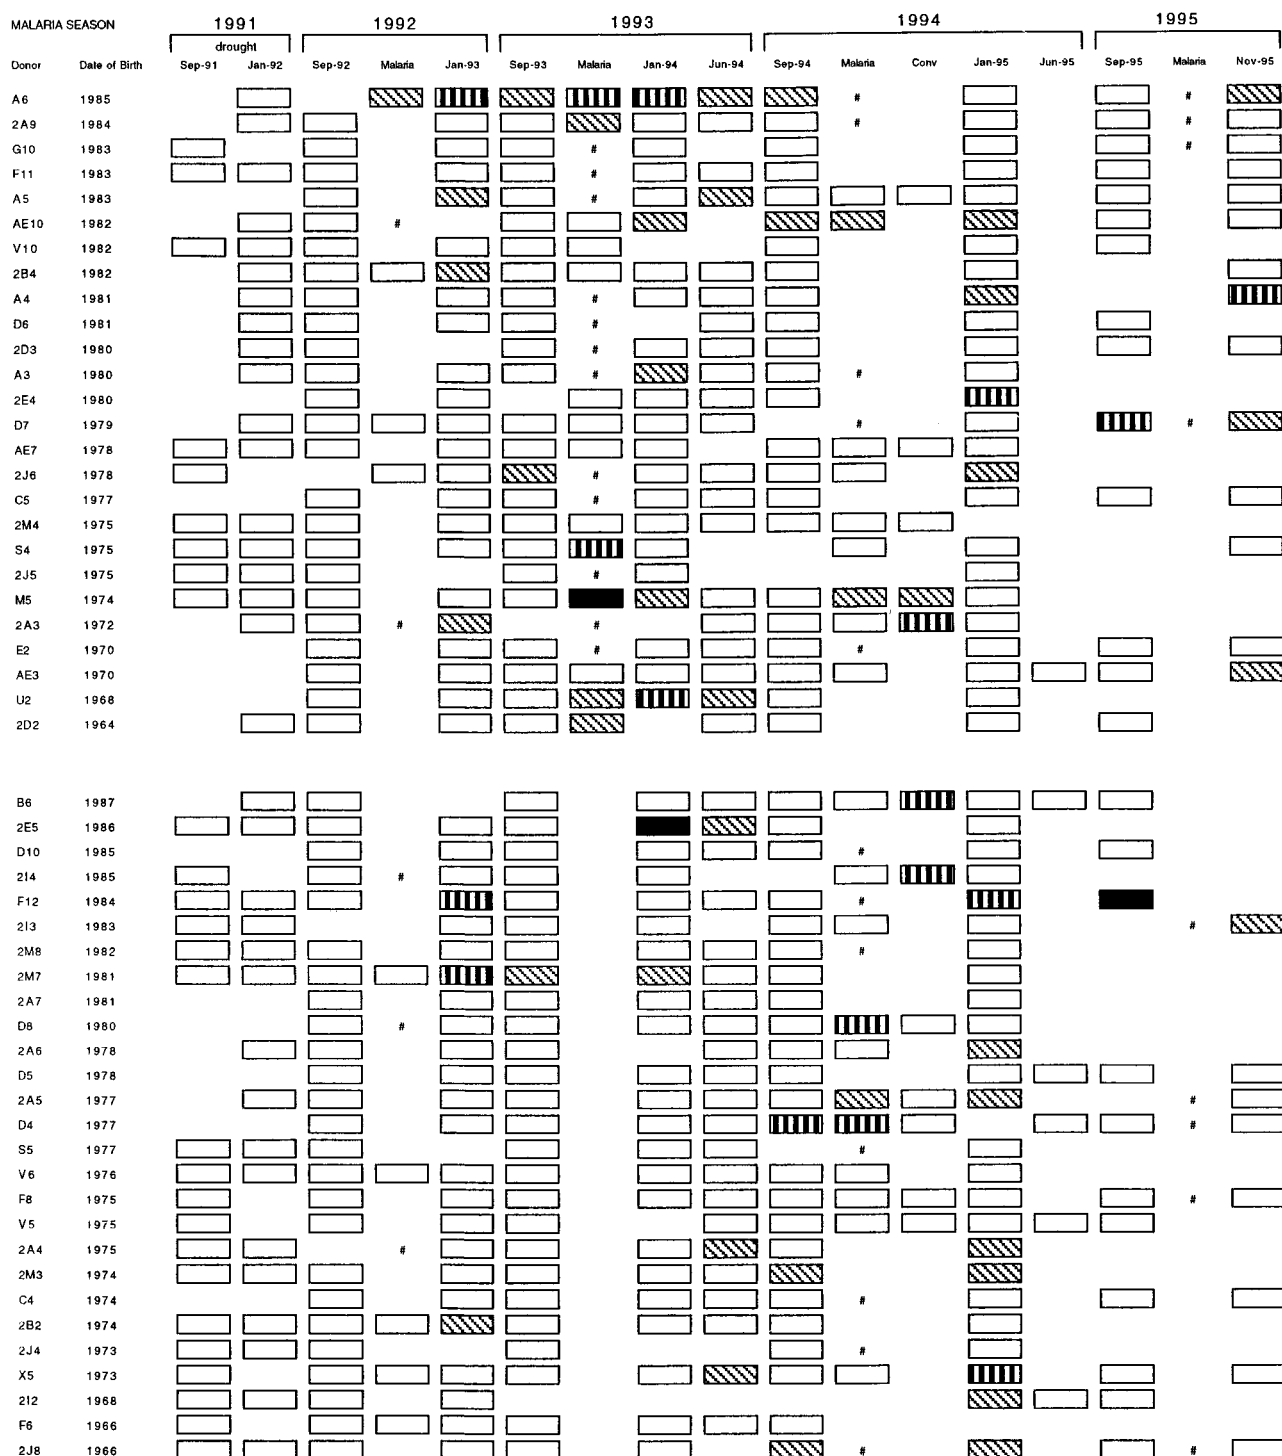 MALARIA SEASON 1991 1992 1993 1994 1995
drought
Donor Date of Birth Sep-91 Jan-92 Sep-92 Malaria Jan-93 Sep-93 Malaria Jan-94 Jun-94 Sep-94 Malaria Conv Jan-95 Jun-95 Sep-95 Malaria Nov-95
A6 1985 # #
2A9 1984 # #
G10 1983 # #
F11 1983 #
A5 1983 #
AE10 1982 #
V10 1982
2B4 1982
A4 1981 #
D6 1981 #
2D3 1980 #
A3 1980 # #
2E4 1980
D7 1979 # #
AE7 1978
2J6 1978 #
C5 1977 #
2M4 1975
S4 1975
2J5 1975 #
M5 1974
2A3 1972 # #
E2 1970 # #
AE3 1970
U2 1968
2D2 1964
B6 1987
2E5 1986
D10 1985 #
2I4 1985 #
F12 1984 #
2I3 1983 #
2M8 1982 #
2M7 1981
2A7 1981
D8 1980 #
2A6 1978
D5 1978
2A5 1977 #
D4 1977 #
S5 1977 #
V6 1976
F8 1975 #
V5 1975
2A4 1975 #
2M3 1974
C4 1974 #
2B2 1974
2J4 1973 #
X5 1973
2I2 1968
F6 1966
2J8 1966 # #